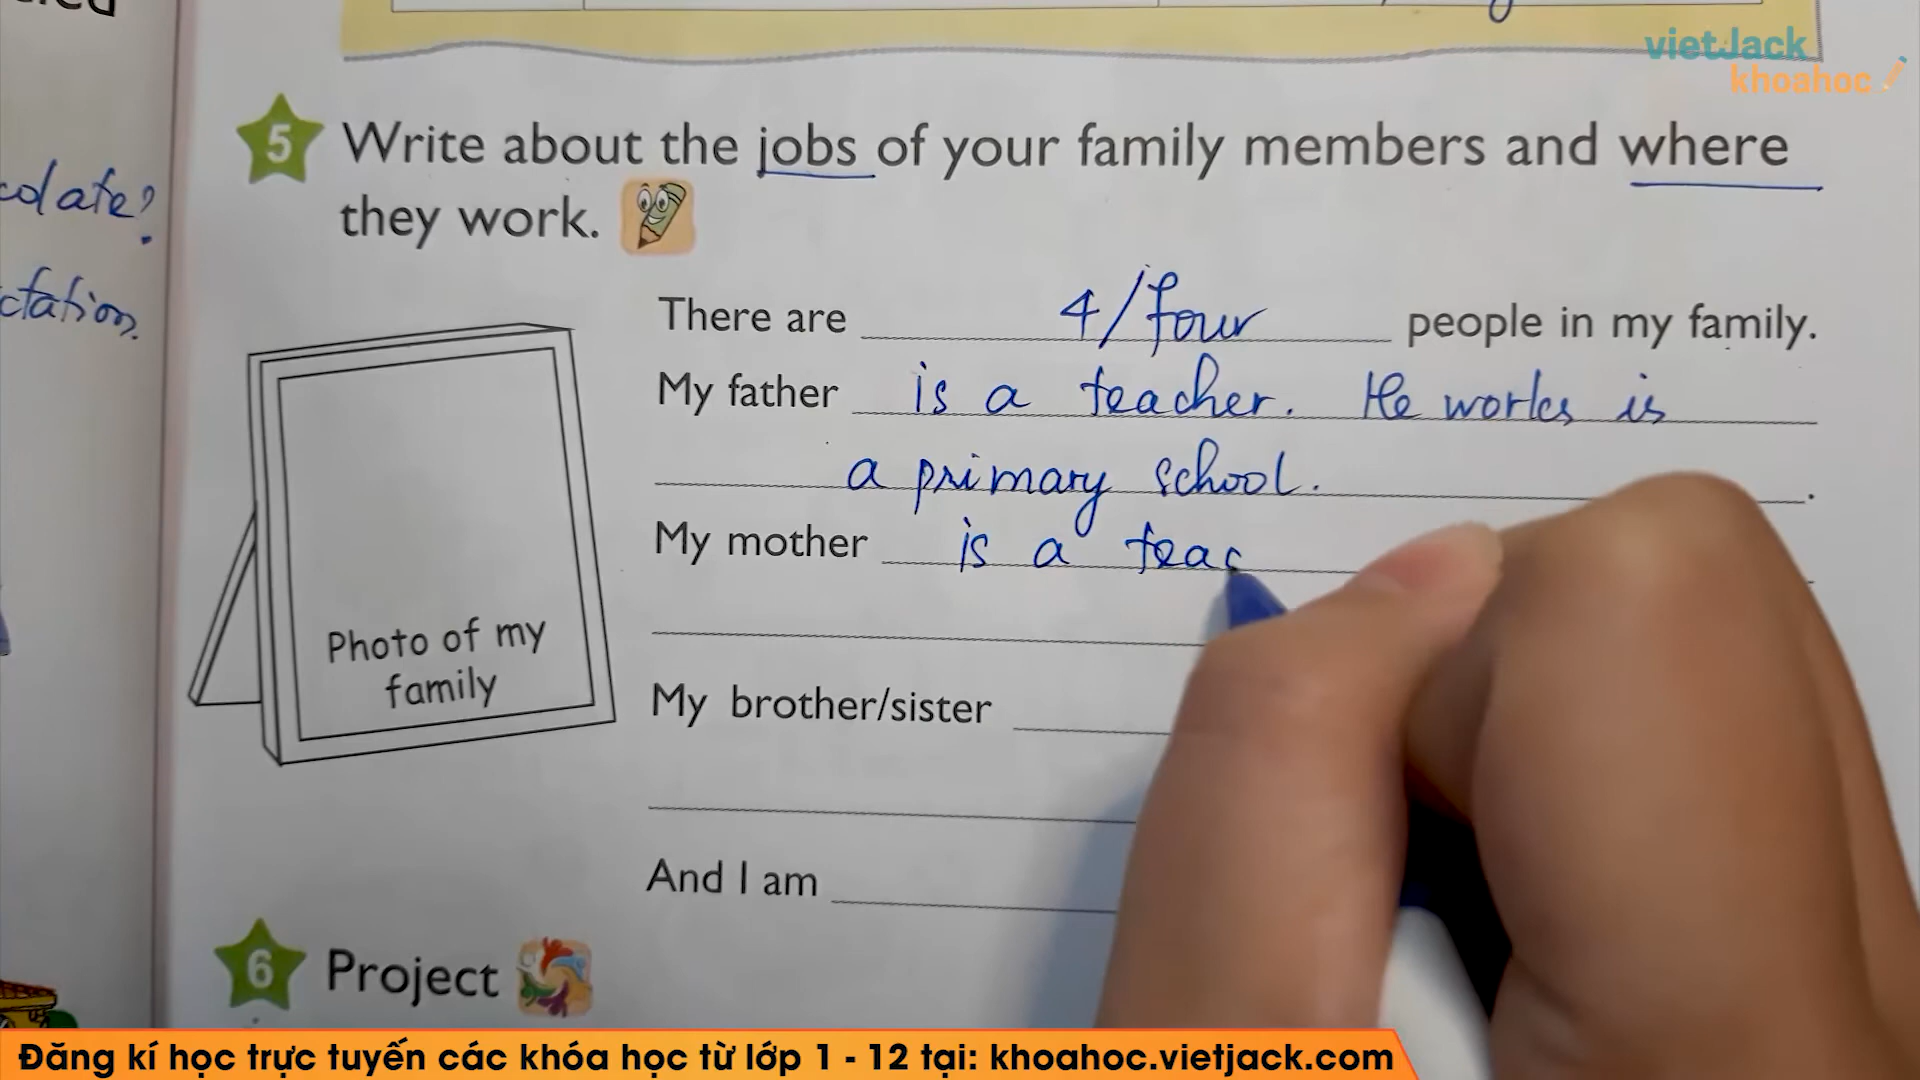 vietJack
khoahoc
5 Write about the jobs of your family members and where
they work.
colate?
ctation.
There are 4/four people in my family.
My father is a teacher. He works is
a primary school.
My mother is a teac
My brother/sister
And I am
Photo of my
family
6 Project
Đăng kí học trực tuyến các khóa học từ lớp 1 - 12 tại: khoahoc.vietjack.com